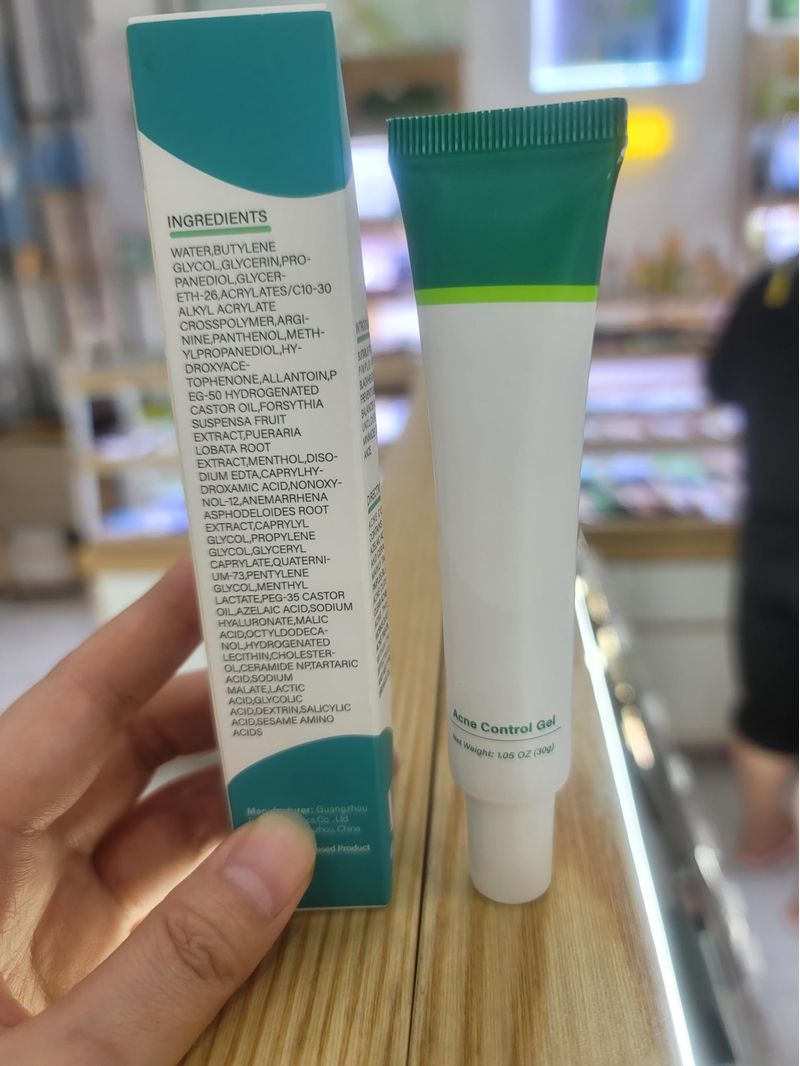 INGREDIENTS
WATER,BUTYLENE
GLYCOL,GLYCERIN,PRO-
PANEDIOL,GLYCER-
ETH-26,ACRYLATES/C10-30
ALKYL ACRYLATE
CROSSPOLYMER,ARGI-
NINE,PANTHENOL,METH-
YLPROPANEDIOL,HY-
DROXYACE-
TOPHENONE,ALLANTOIN,P
EG-50 HYDROGENATED
CASTOR OIL,FORSYTHIA
SUSPENSA FRUIT
EXTRACT,PUERARIA
LOBATA ROOT
EXTRACT,MENTHOL,DISO-
DIUM EDTA,CAPRYLHY-
DROXAMIC ACID,NONOXY-
NOL-12,ANEMARRHENA
ASPHODELOIDES ROOT
EXTRACT,CAPRYLYL
GLYCOL,PROPYLENE
GLYCOL,GLYCERYL
CAPRYLATE,QUATERNI-
UM-73,PENTYLENE
GLYCOL,MENTHYL
LACTATE,PEG-35 CASTOR
OIL,AZELAIC ACID,SODIUM
HYALURONATE,MALIC
ACID,OCTYLDODECA-
NOL,HYDROGENATED
LECITHIN,CHOLESTER-
OL,CERAMIDE NP,TARTARIC
ACID,SODIUM
MALATE,LACTIC
ACID,GLYCOLIC
ACID,DEXTRIN,SALICYLIC
ACID,SESAME AMINO
ACIDS
Manufacturer: Guangzhou
Co., Ltd.
China
Product
Acne Control Gel
Net Weight: 1.05 OZ (30g)